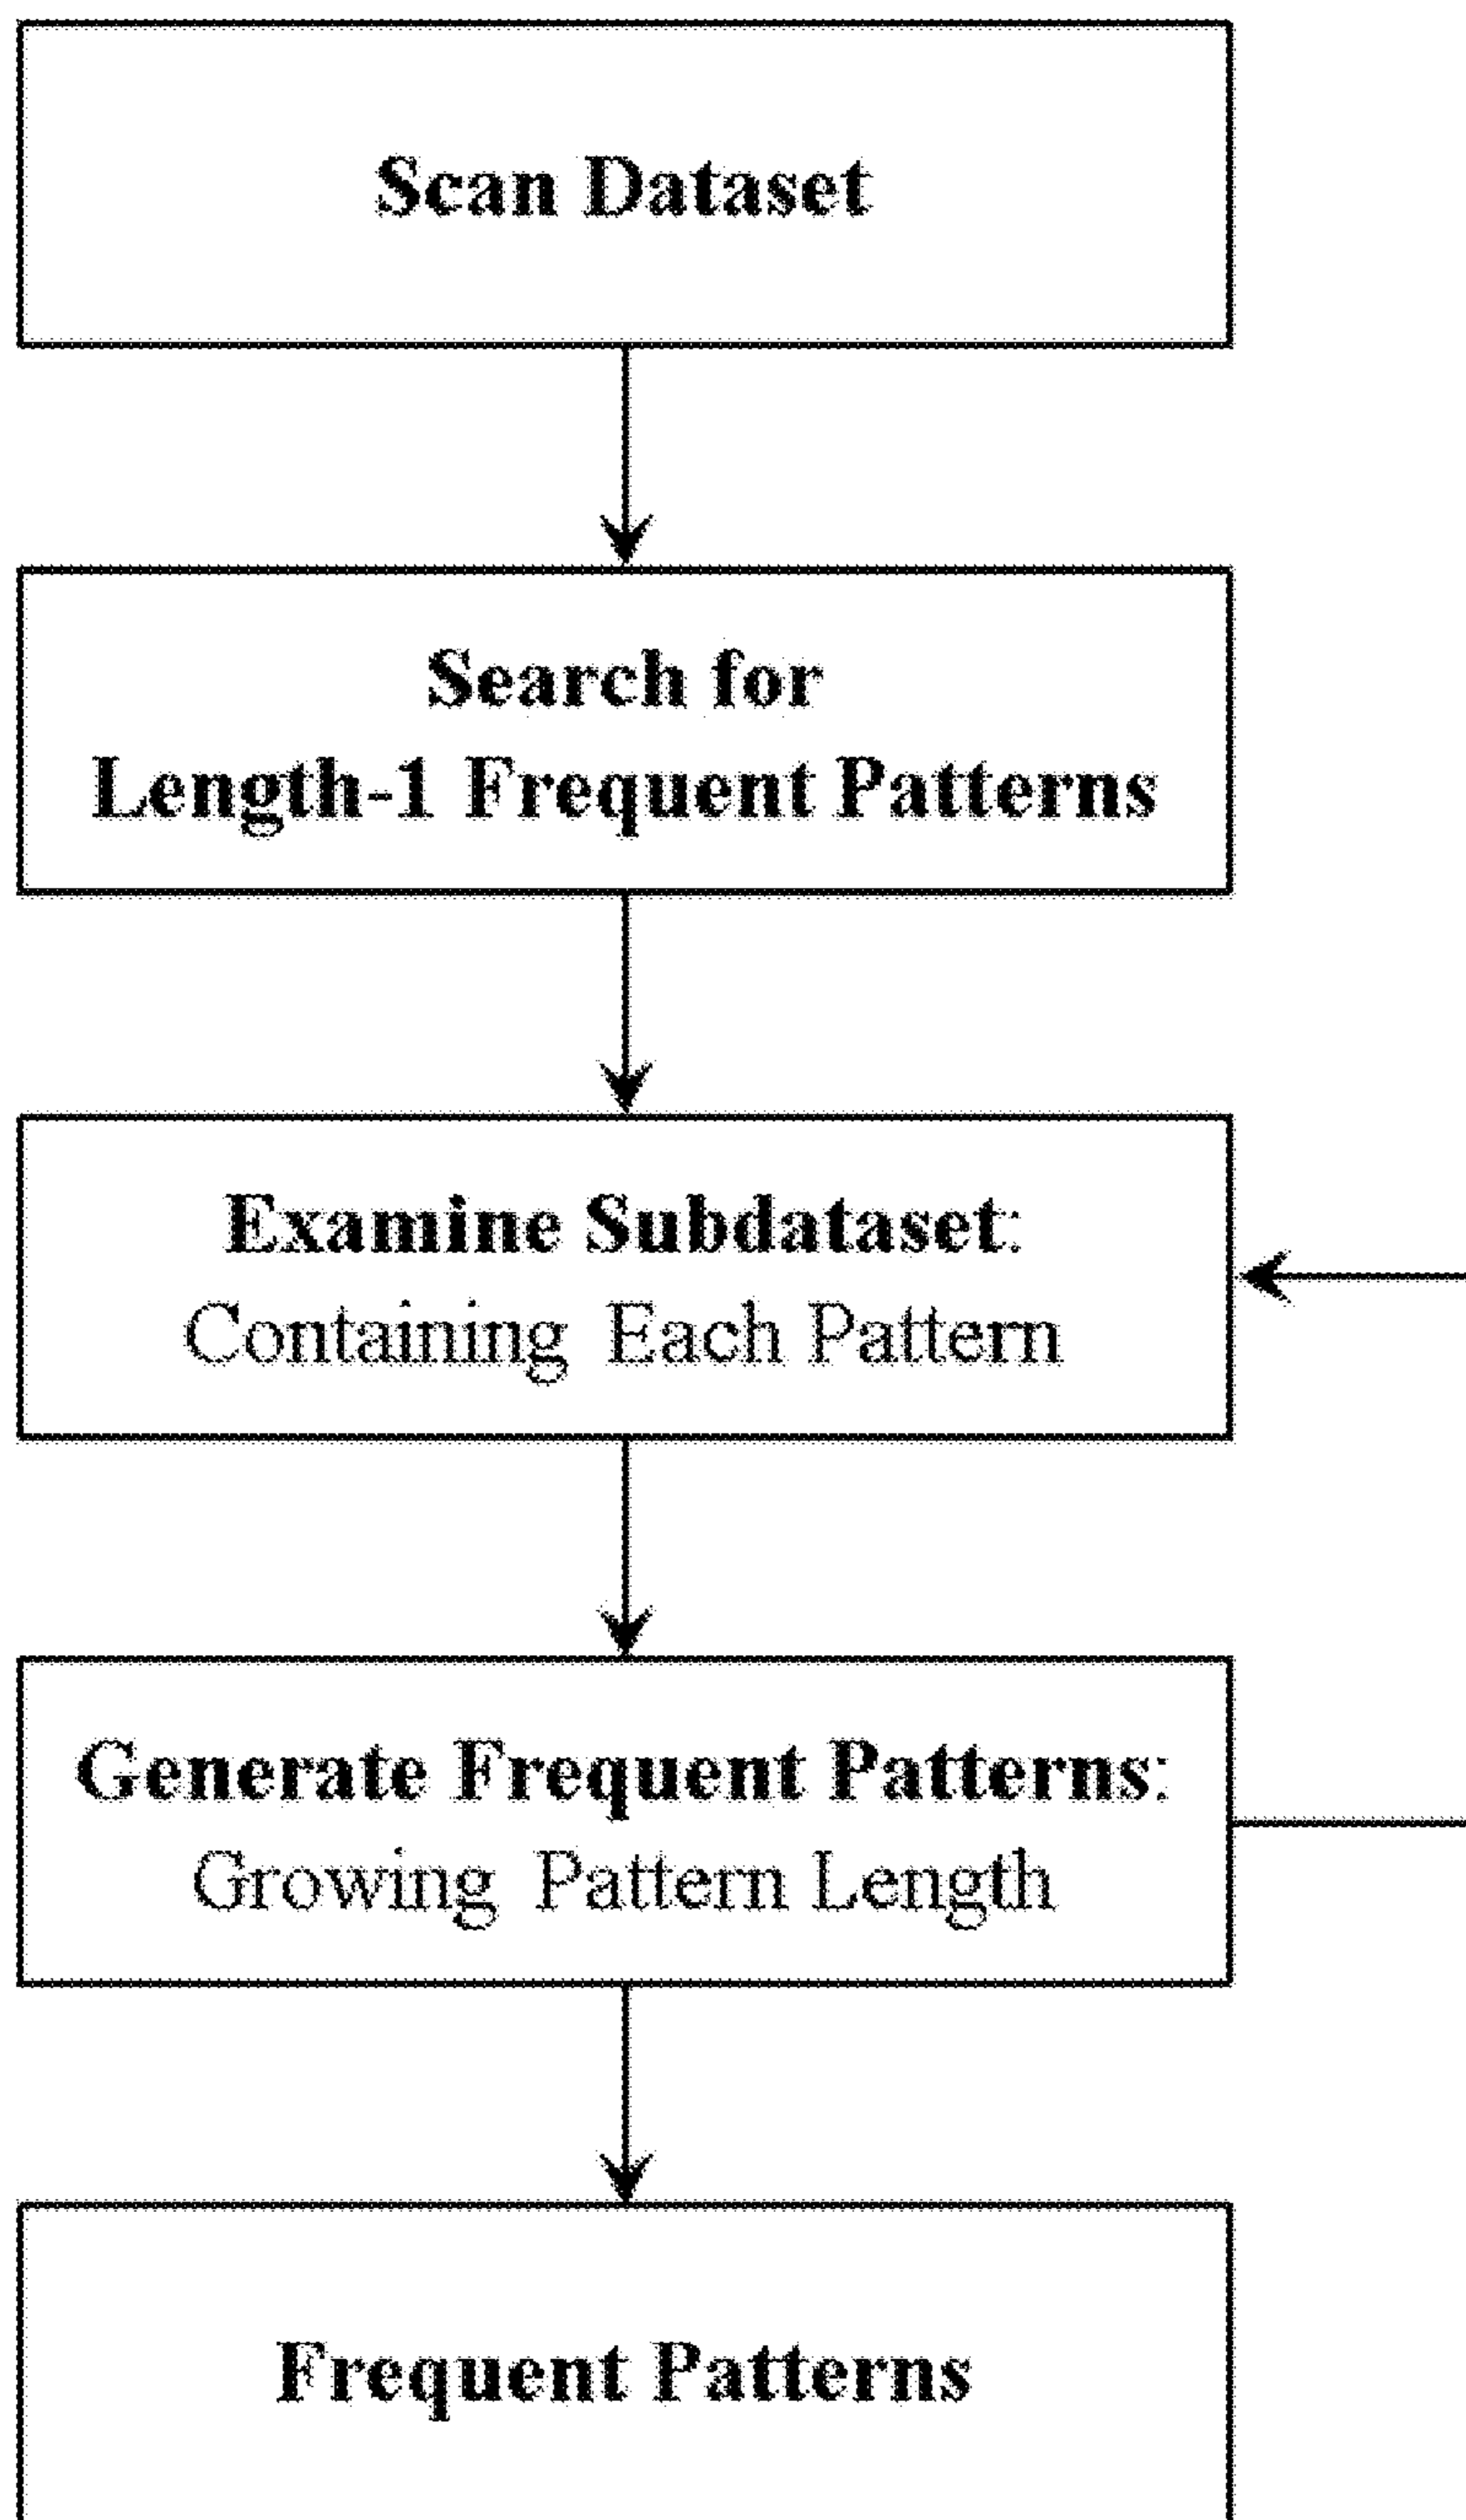 Scan Dataset
Search for
Length-1 Frequent Patterns
Examine Subdataset:
Containing Each Pattern
Generate Frequent Patterns:
Growing Pattern Length
Frequent Patterns